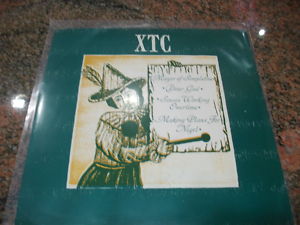 XTC
Mayor of Simpleton
Dear God
Senses Working
Overtime
Making Plans For
Nigel